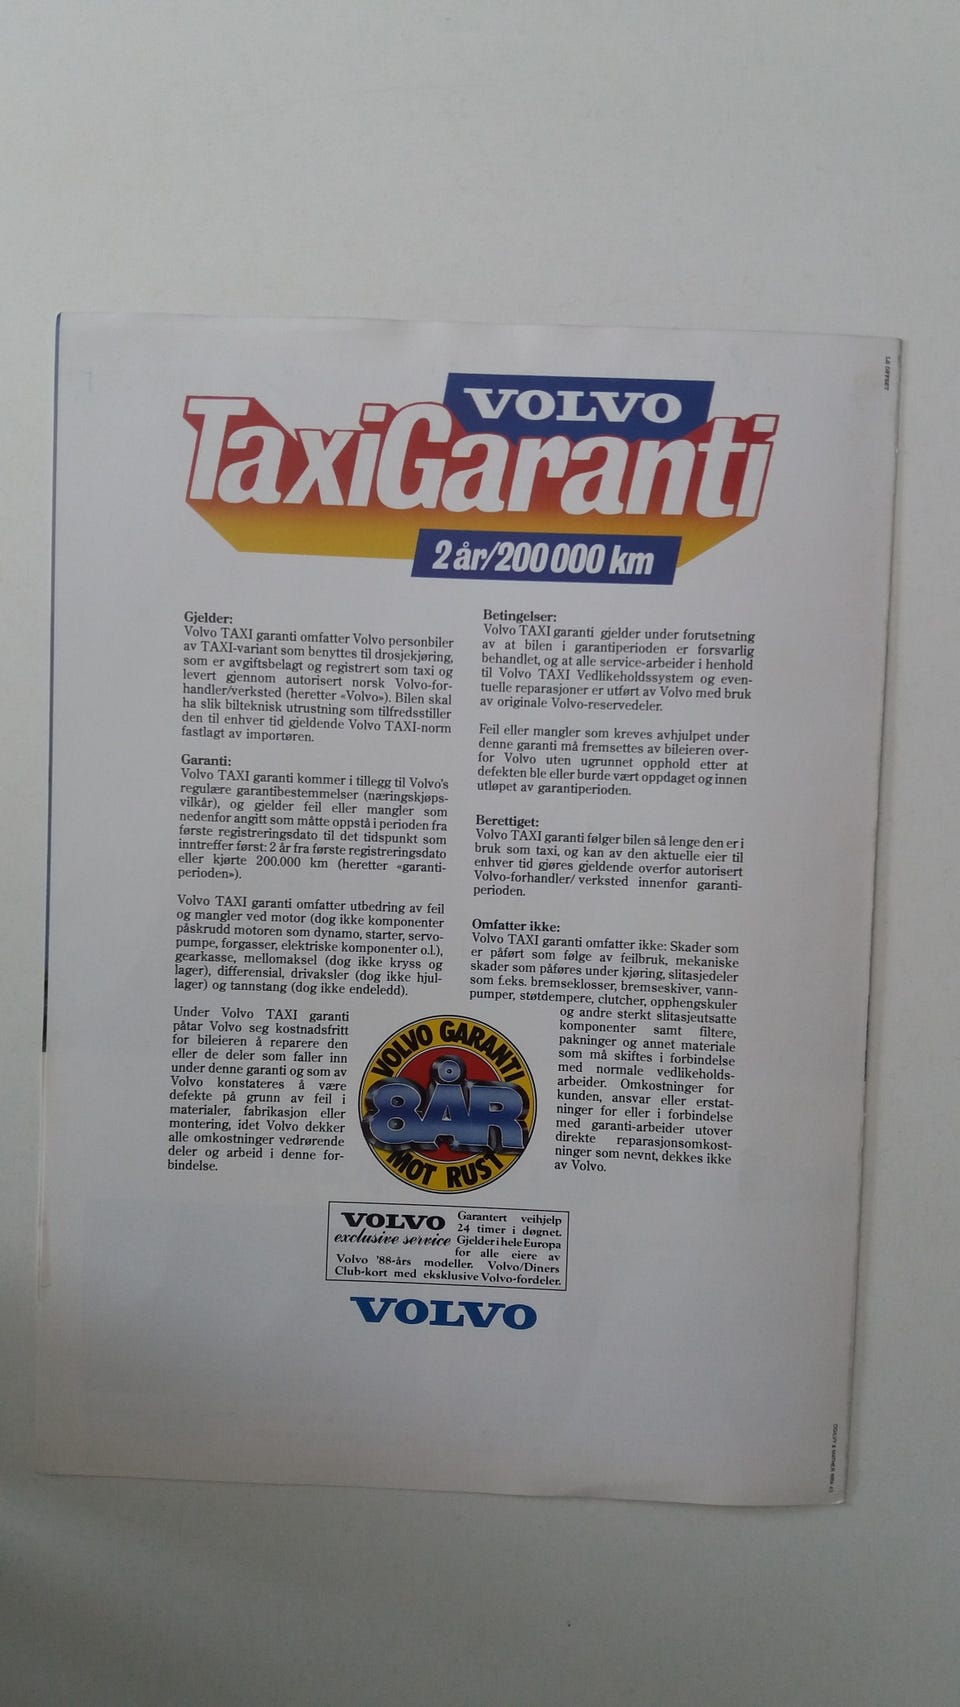 LS OFFSET
VOLVO
TaxiGaranti
2 år/200 000 km
Gjelder:
Volvo TAXI garanti omfatter Volvo personbiler
av TAXI-variant som benyttes til drosjekjøring,
som er avgiftsbelagt og registrert som taxi og
levert gjennom autorisert norsk Volvo-for-
handler/verksted (heretter «Volvo»). Bilen skal
ha slik bilteknisk utrustning som tilfredsstiller
den til enhver tid gjeldende Volvo TAXI-norm
fastlagt av importøren.
Garanti:
Volvo TAXI garanti kommer i tillegg til Volvo's
regulære garantibestemmelser (næringskjøps-
vilkår), og gjelder feil eller mangler som
nedenfor angitt som måtte oppstå i perioden fra
første registreringsdato til det tidspunkt som
inntreffer først: 2 år fra første registreringsdato
eller kjørte 200.000 km (heretter «garanti-
perioden»).
Volvo TAXI garanti omfatter utbedring av feil
og mangler ved motor (dog ikke komponenter
påskrudd motoren som dynamo, starter, servo-
pumpe, forgasser, elektriske komponenter o.l.),
gearkasse, mellomaksel (dog ikke kryss og
lager), differensial, drivaksler (dog ikke hjul-
lager) og tannstang (dog ikke endeledd).
Under Volvo TAXI garanti
påtar Volvo seg kostnadsfritt
for bileieren å reparere den
eller de deler som faller inn
under denne garanti og som av
Volvo konstateres å være
defekte på grunn av feil i
materialer, fabrikasjon eller
montering, idet Volvo dekker
alle omkostninger vedrørende
deler og arbeid i denne for-
bindelse.
Betingelser:
Volvo TAXI garanti gjelder under forutsetning
av at bilen i garantiperioden er forsvarlig
behandlet, og at alle service-arbeider i henhold
til Volvo TAXI Vedlikeholdssystem og even-
tuelle reparasjoner er utført av Volvo med bruk
av originale Volvo-reservedeler.
Feil eller mangler som kreves avhjulpet under
denne garanti må fremsettes av bileieren over-
for Volvo uten ugrunnet opphold etter at
defekten ble eller burde vært oppdaget og innen
utløpet av garantiperioden.
Berettiget:
Volvo TAXI garanti følger bilen så lenge den er i
bruk som taxi, og kan av den aktuelle eier til
enhver tid gjøres gjeldende overfor autorisert
Volvo-forhandler/ verksted innenfor garanti-
perioden.
Omfatter ikke:
Volvo TAXI garanti omfatter ikke: Skader som
er påført som følge av feilbruk, mekaniske
skader som påføres under kjøring, slitasjedeler
som f.eks. bremseklosser, bremseskiver, vann-
pumper, støtdempere, clutcher, opphengskuler
og andre sterkt slitasjeutsatte
komponenter samt filtere,
pakninger og annet materiale
som må skiftes i forbindelse
med normale vedlikeholds-
arbeider. Omkostninger for
kunden, ansvar eller erstat-
ninger for eller i forbindelse
med garanti-arbeider utover
direkte reparasjonsomkost-
ninger som nevnt, dekkes ikke
av Volvo.
VOLVO GARANTI
8 ÅR
MOT RUST
VOLVO
exclusive service
Garantert veihjelp
24 timer i døgnet.
Gjelder i hele Europa
for alle eiere av
Volvo '88-års modeller. Volvo/Diners
Club-kort med eksklusive Volvo-fordeler.
VOLVO
OGILVY & MATHER